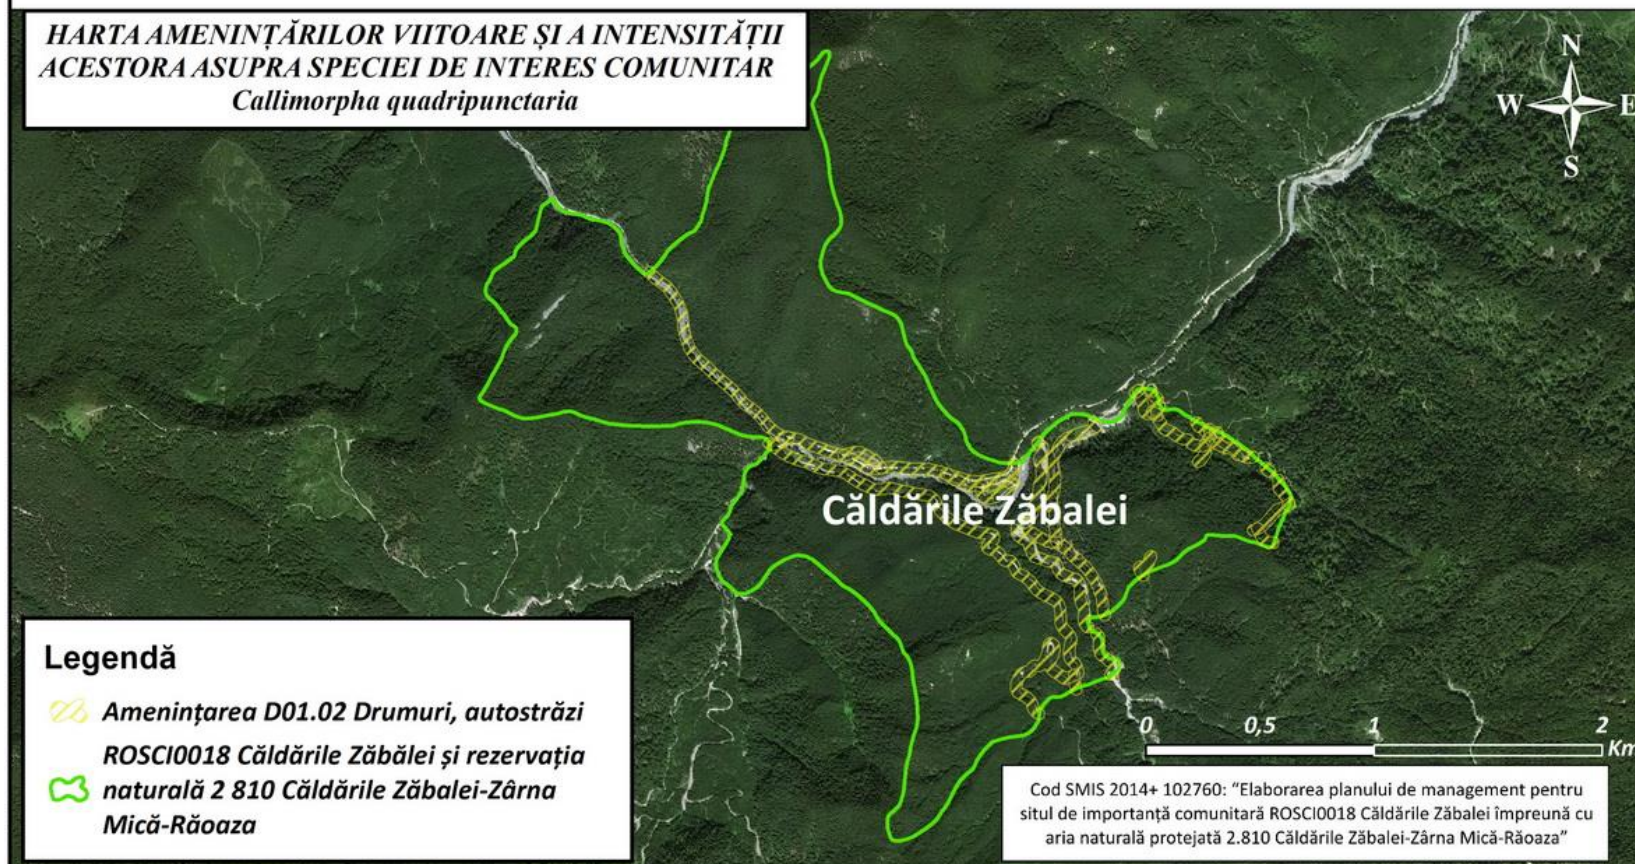 HARTA AMENINȚĂRILOR VIITOARE ȘI A INTENSITĂȚII
ACESTORA ASUPRA SPECIEI DE INTERES COMUNITAR
Callimorpha quadripunctaria
N
W E
S
Căldările Zăbalei
Legendă
Amenințarea D01.02 Drumuri, autostrăzi
ROSCI0018 Căldările Zăbălei și rezervația
naturală 2 810 Căldările Zăbalei-Zârna
Mică-Răoaza
0 0,5 1 2
Km
Cod SMIS 2014+ 102760: “Elaborarea planului de management pentru
situl de importanță comunitară ROSCI0018 Căldările Zăbalei împreună cu
aria naturală protejată 2.810 Căldările Zăbalei-Zârna Mică-Răoaza”